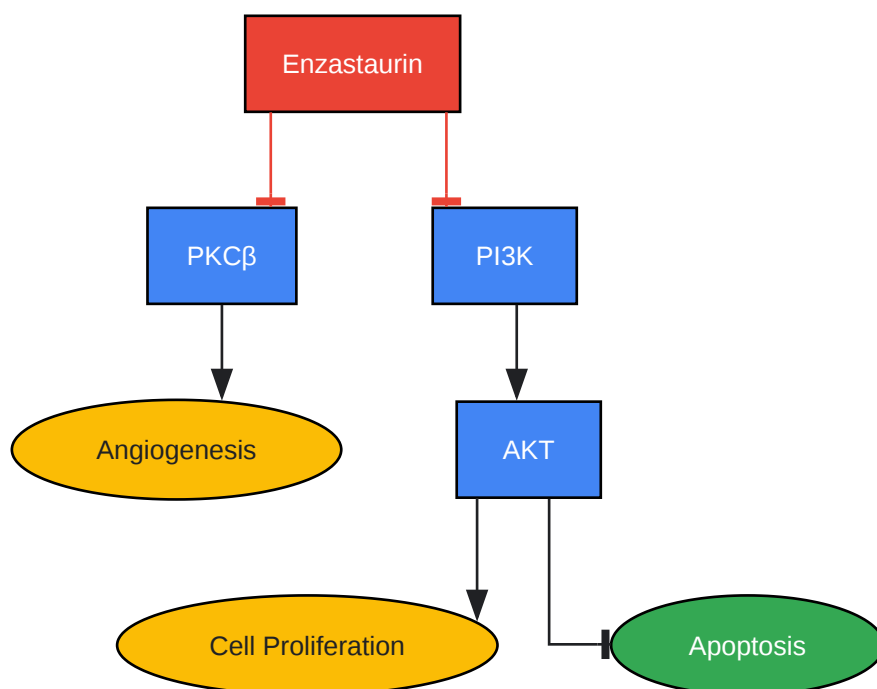 Enzastaurin
PKCβ
PI3K
Angiogenesis
AKT
Cell Proliferation
Apoptosis